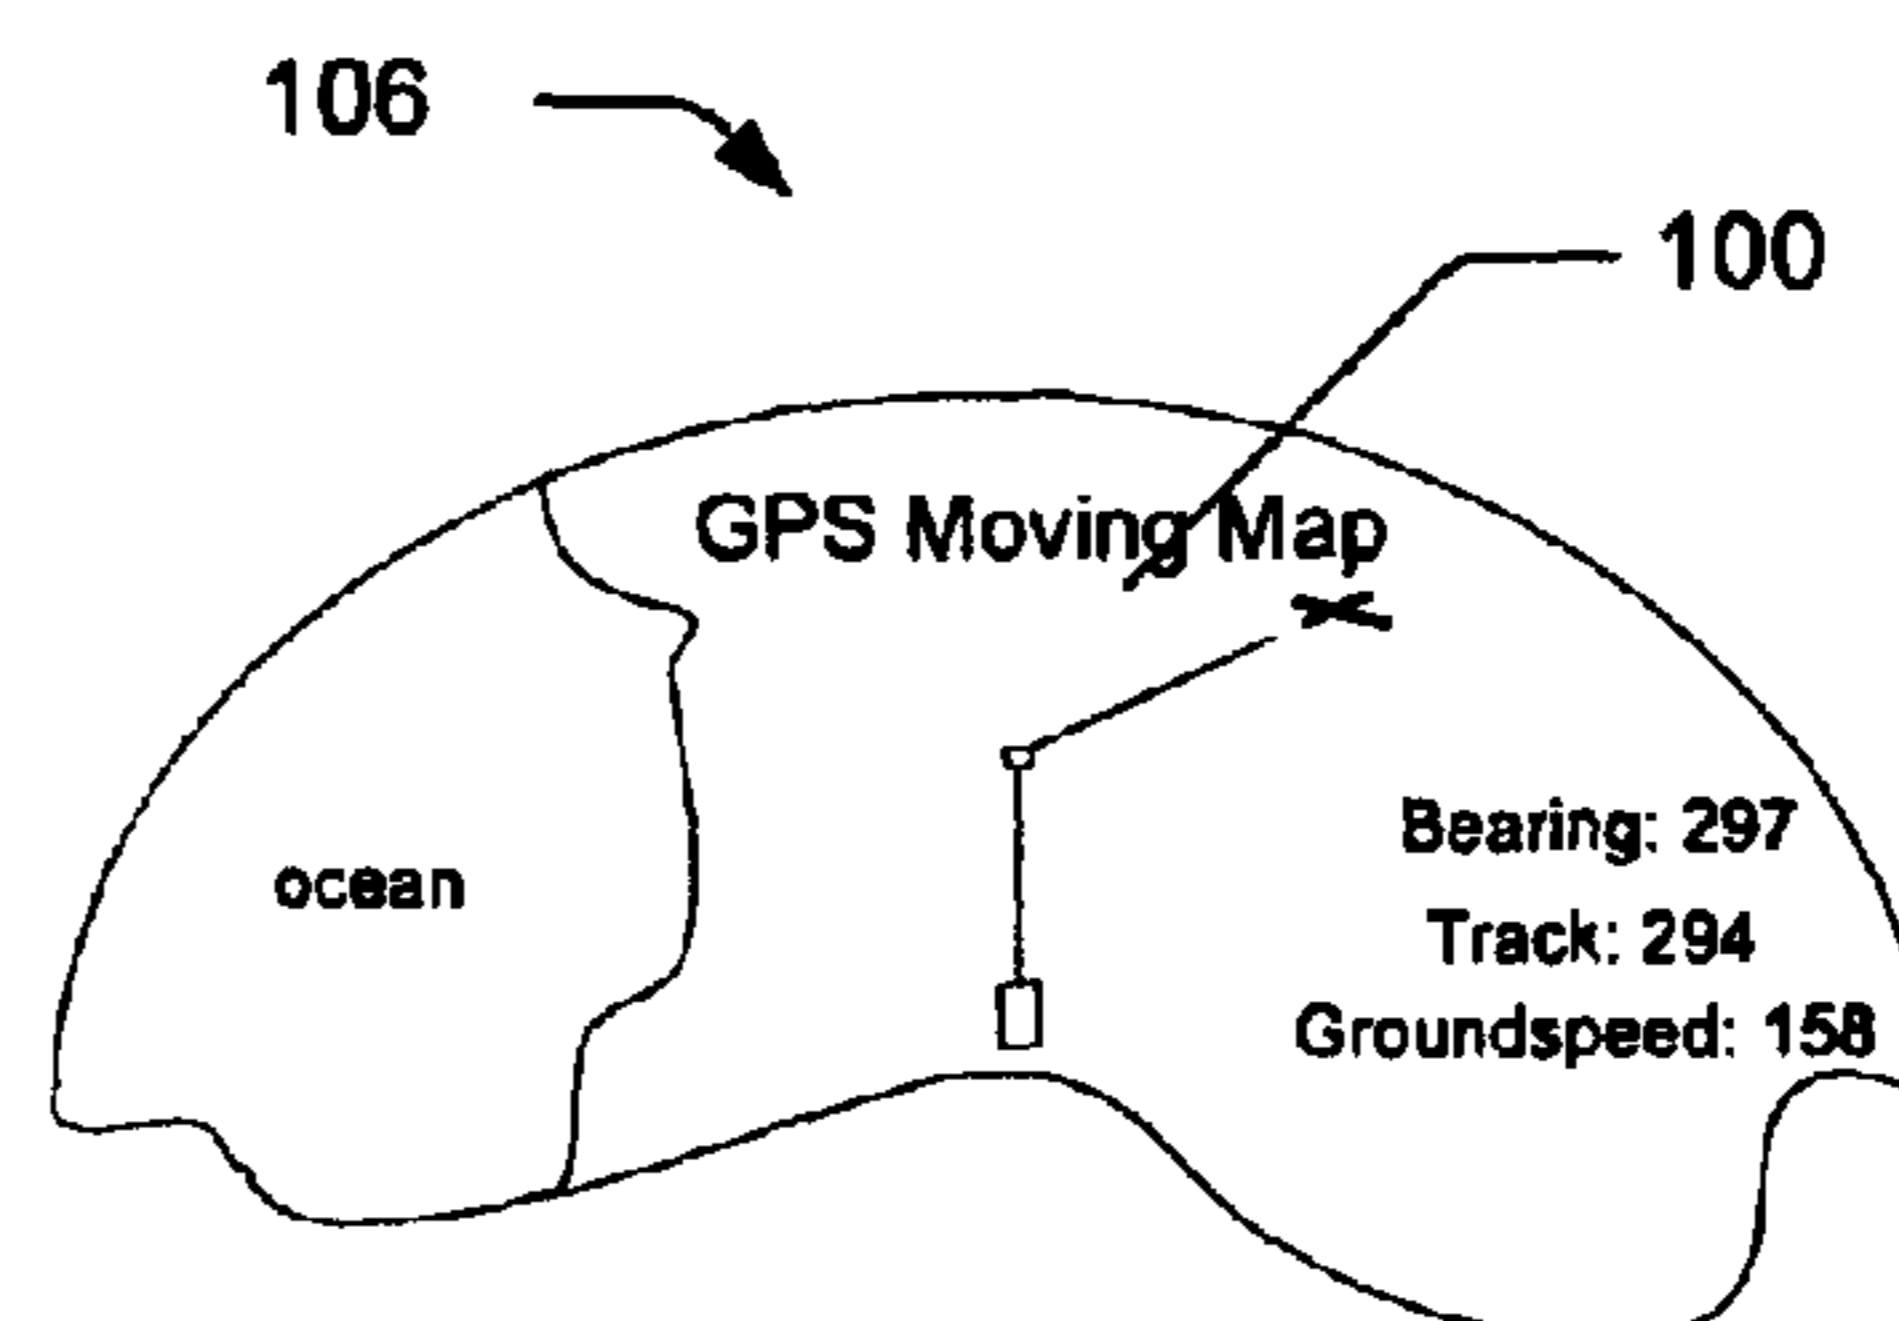 106
100
GPS Moving Map
ocean
Bearing: 297
Track: 294
Groundspeed: 158